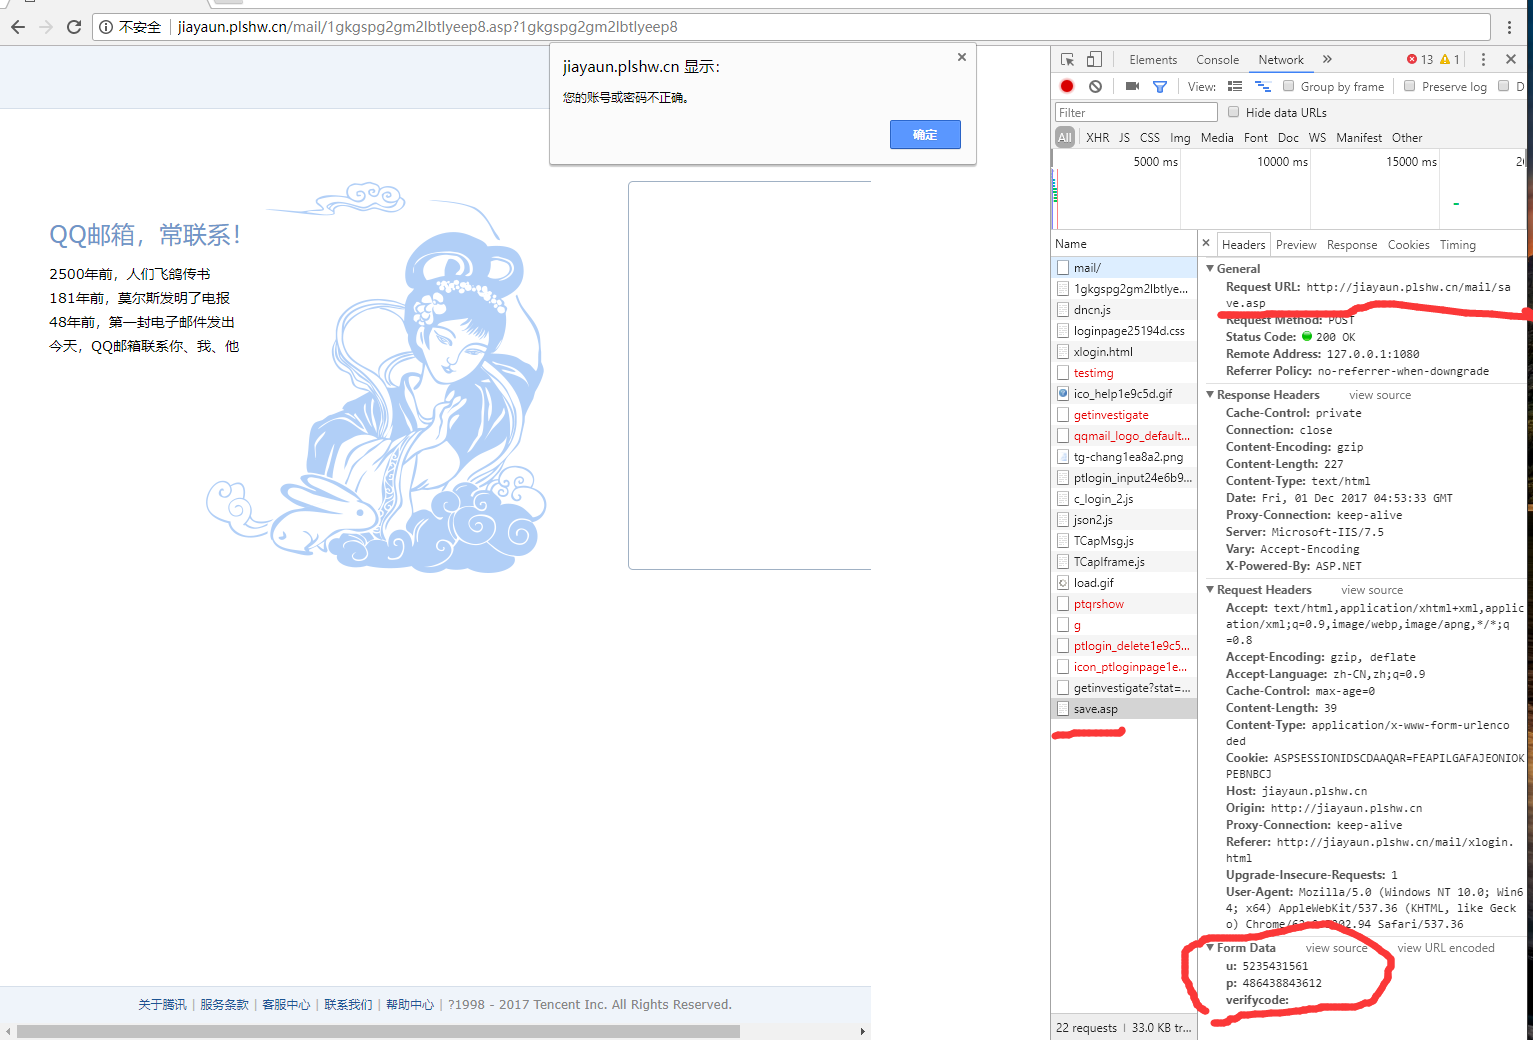 不安全 jiayaun.plshw.cn/mail/1gkgspg2gm2lbtlyeep8.asp?1gkgspg2gm2lbtlyeep8
jiayaun.plshw.cn 显示：
您的账号或密码不正确。
确定
QQ邮箱，常联系！
2500年前，人们飞鸽传书
181年前，莫尔斯发明了电报
48年前，第一封电子邮件发出
今天，QQ邮箱联系你、我、他
关于腾讯 | 服务条款 | 客服中心 | 联系我们 | 帮助中心 | ?1998 - 2017 Tencent Inc. All Rights Reserved.
Elements Console Network » 13 1
View: Group by frame Preserve log D
Filter Hide data URLs
All XHR JS CSS Img Media Font Doc WS Manifest Other
5000 ms 10000 ms 15000 ms
Name
mail/
1gkgspg2gm2lbtlye...
dncn.js
loginpage25194d.css
xlogin.html
testimg
ico_help1e9c5d.gif
getinvestigate
qqmail_logo_default...
tg-chang1ea8a2.png
ptlogin_input24e6b9...
c_login_2.js
json2.js
TCapMsg.js
TCapIframe.js
load.gif
ptqrshow
g
ptlogin_delete1e9c5...
icon_ptloginpage1e...
getinvestigate?stat=...
save.asp
22 requests | 33.0 KB tr...
Headers Preview Response Cookies Timing
General
Request URL: http://jiayaun.plshw.cn/mail/sa
ve.asp
Request Method: POST
Status Code: 200 OK
Remote Address: 127.0.0.1:1080
Referrer Policy: no-referrer-when-downgrade
Response Headers view source
Cache-Control: private
Connection: close
Content-Encoding: gzip
Content-Length: 227
Content-Type: text/html
Date: Fri, 01 Dec 2017 04:53:33 GMT
Proxy-Connection: keep-alive
Server: Microsoft-IIS/7.5
Vary: Accept-Encoding
X-Powered-By: ASP.NET
Request Headers view source
Accept: text/html,application/xhtml+xml,applic
ation/xml;q=0.9,image/webp,image/apng,*/*;q
=0.8
Accept-Encoding: gzip, deflate
Accept-Language: zh-CN,zh;q=0.9
Cache-Control: max-age=0
Content-Length: 39
Content-Type: application/x-www-form-urlenco
ded
Cookie: ASPSESSIONIDSCDAAQAR=FEAPILGAFAJEONIOK
PEBNBCJ
Host: jiayaun.plshw.cn
Origin: http://jiayaun.plshw.cn
Proxy-Connection: keep-alive
Referer: http://jiayaun.plshw.cn/mail/xlogin.
html
Upgrade-Insecure-Requests: 1
User-Agent: Mozilla/5.0 (Windows NT 10.0; Win6
4; x64) AppleWebKit/537.36 (KHTML, like Geck
o) Safari/537.36
Form Data view source view URL encoded
u: 5235431561
p: 486438843612
verifycode: